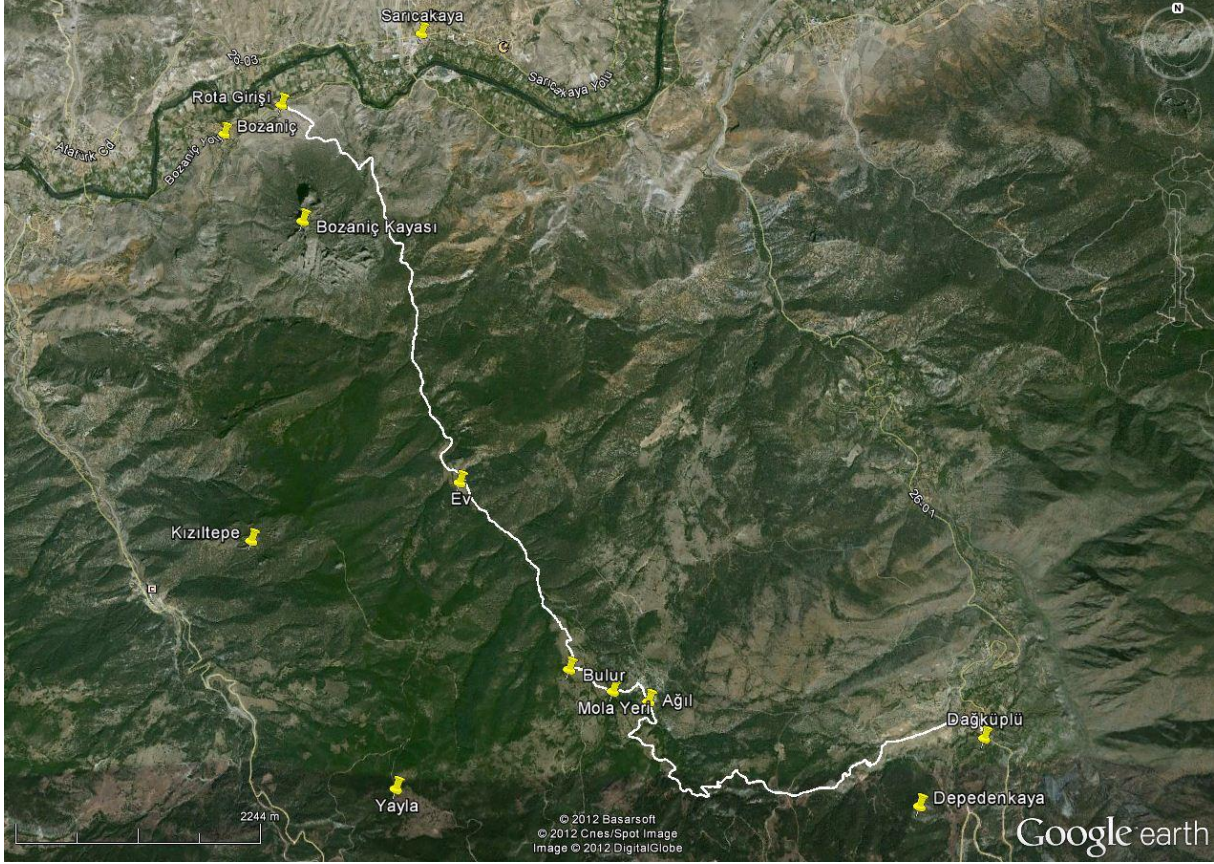 Sarıcakaya
N
26-03
Sarıcakaya Yolu
Rota Girişi
Bozaniç
Atatürk Cd
Bozaniç Yolu
Bozaniç Kayası
Ev
26-01
Kızıltepe
Bulur
Mola Yeri
Ağıl
Dağküplü
Yayla
Depedenkaya
2244 m
© 2012 Basarsoft
© 2012 Cnes/Spot Image
Image © 2012 DigitalGlobe
Google earth